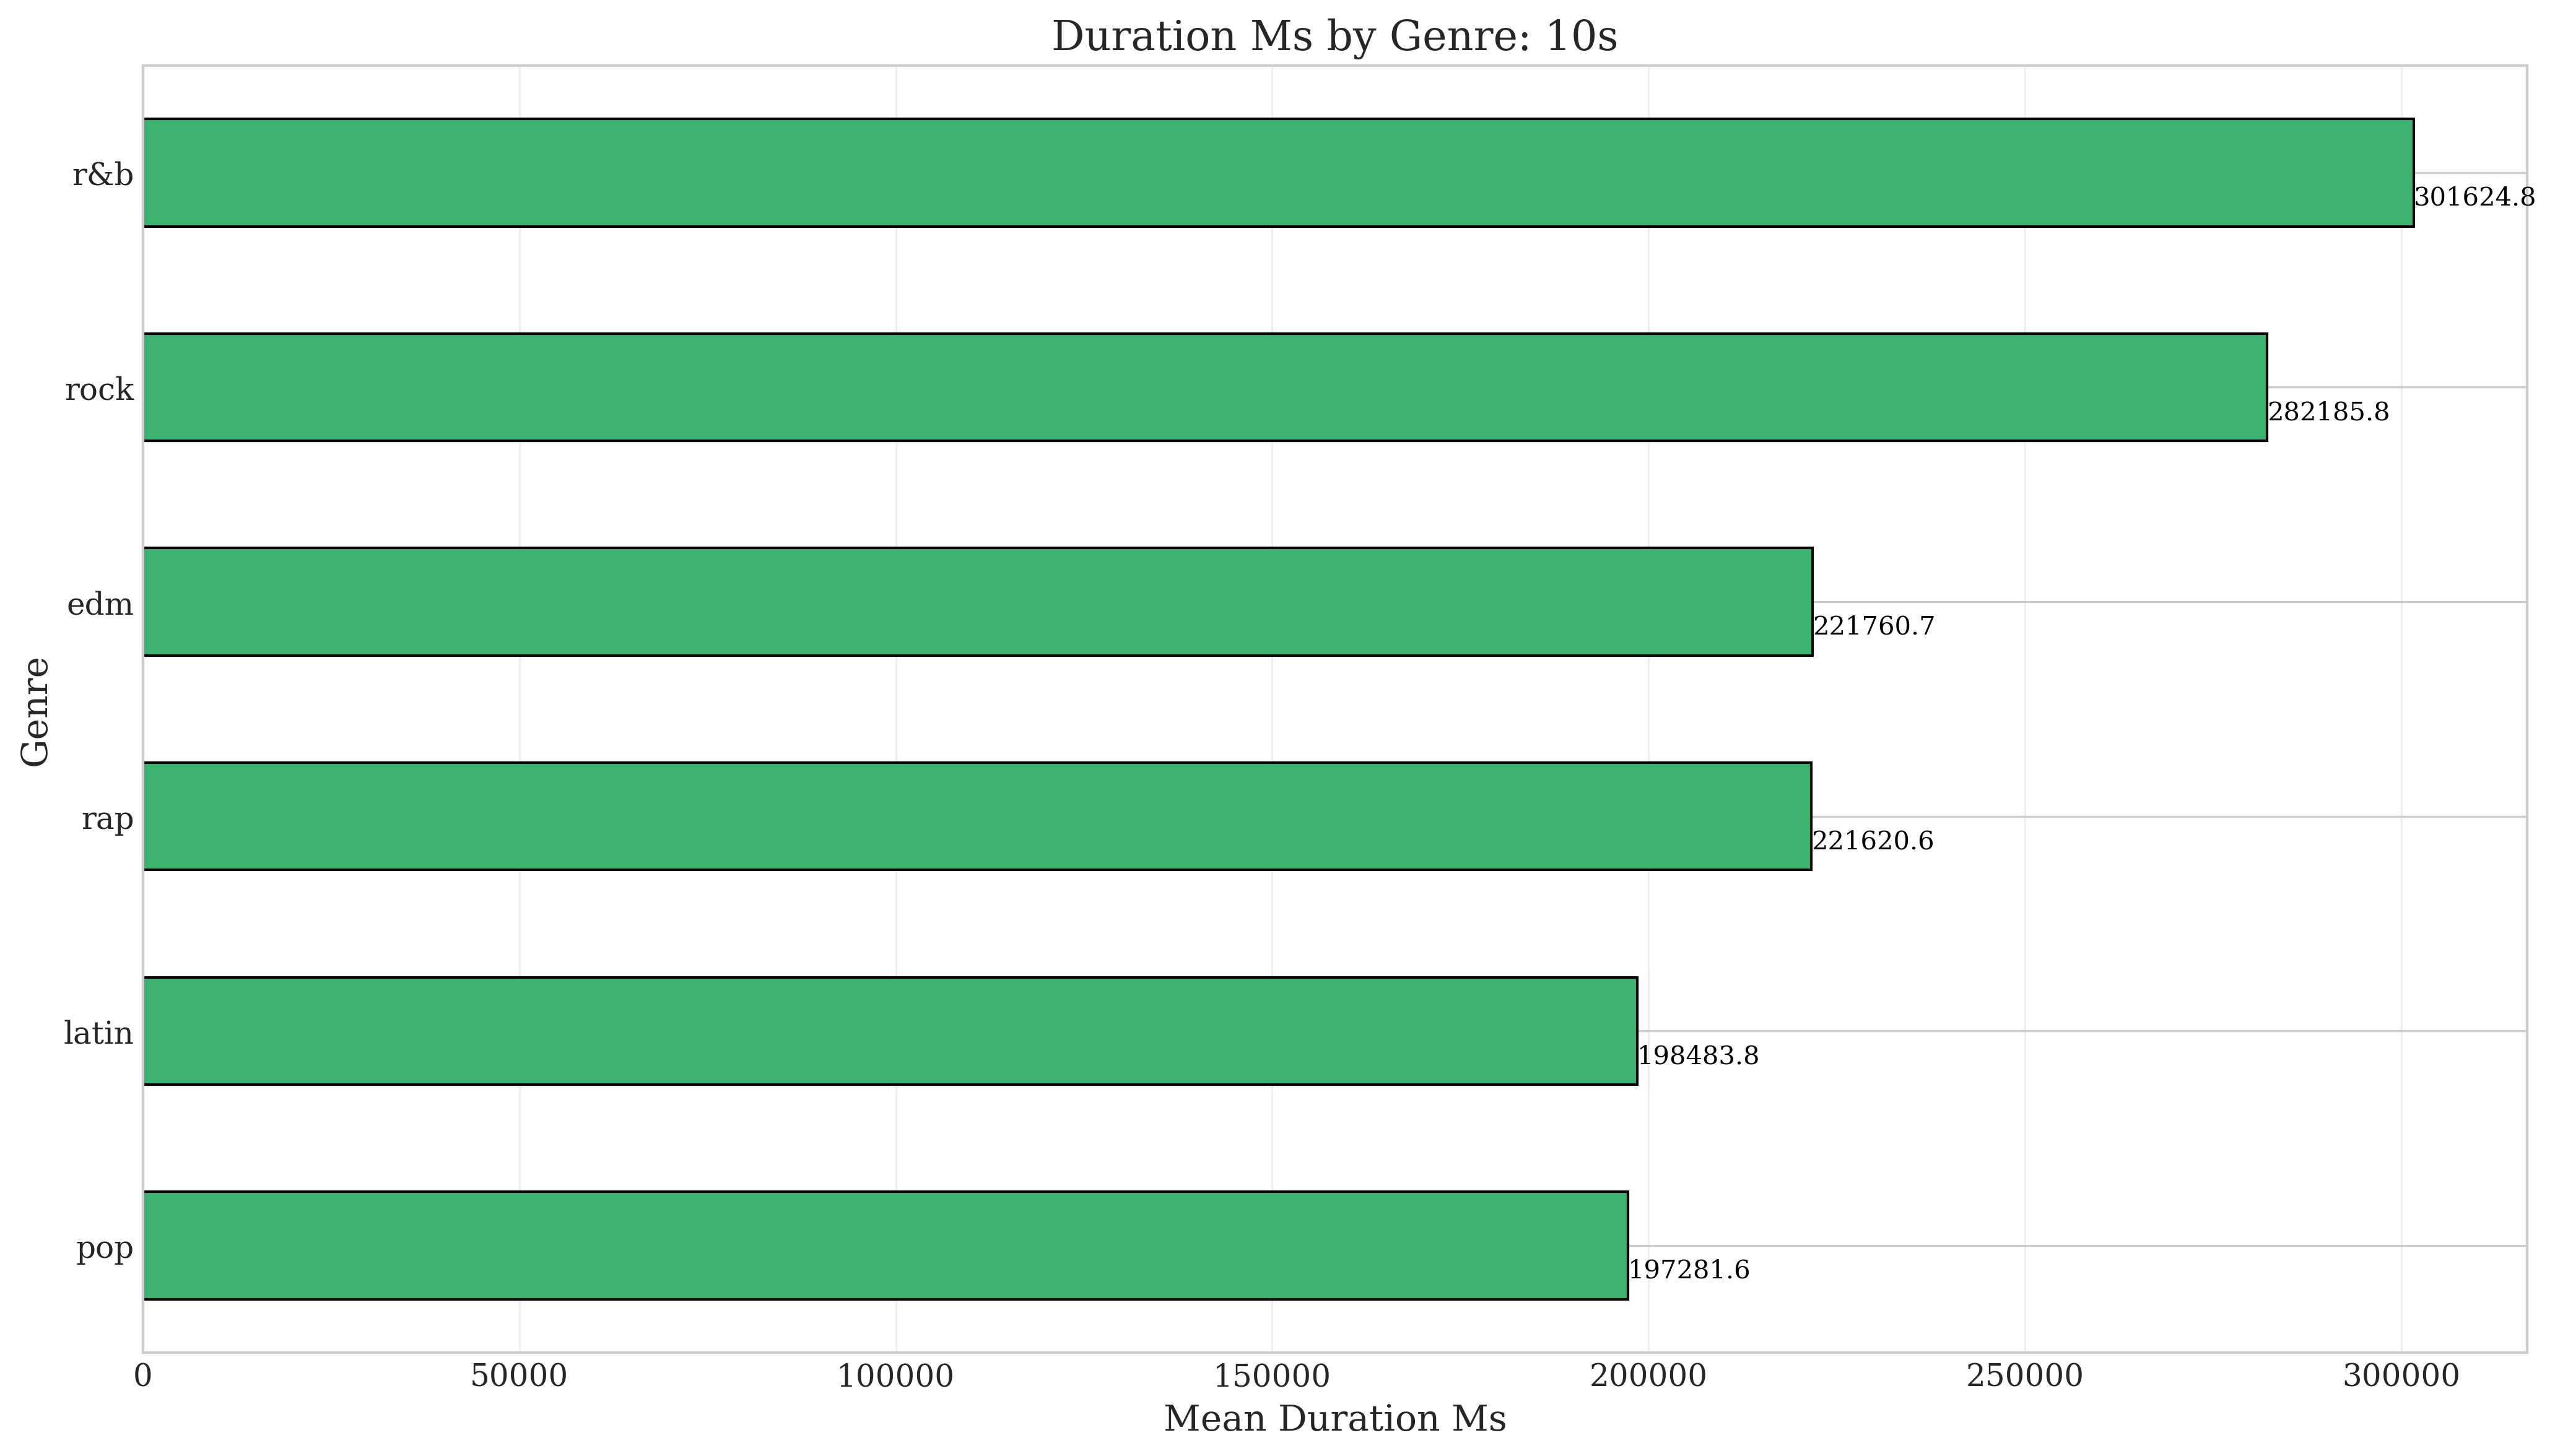 Duration Ms by Genre: 10s
r&b
301624.8
rock
282185.8
edm
221760.7
Genre
rap
221620.6
latin
198483.8
pop
197281.6
0 50000 100000 150000 200000 250000 300000
Mean Duration Ms